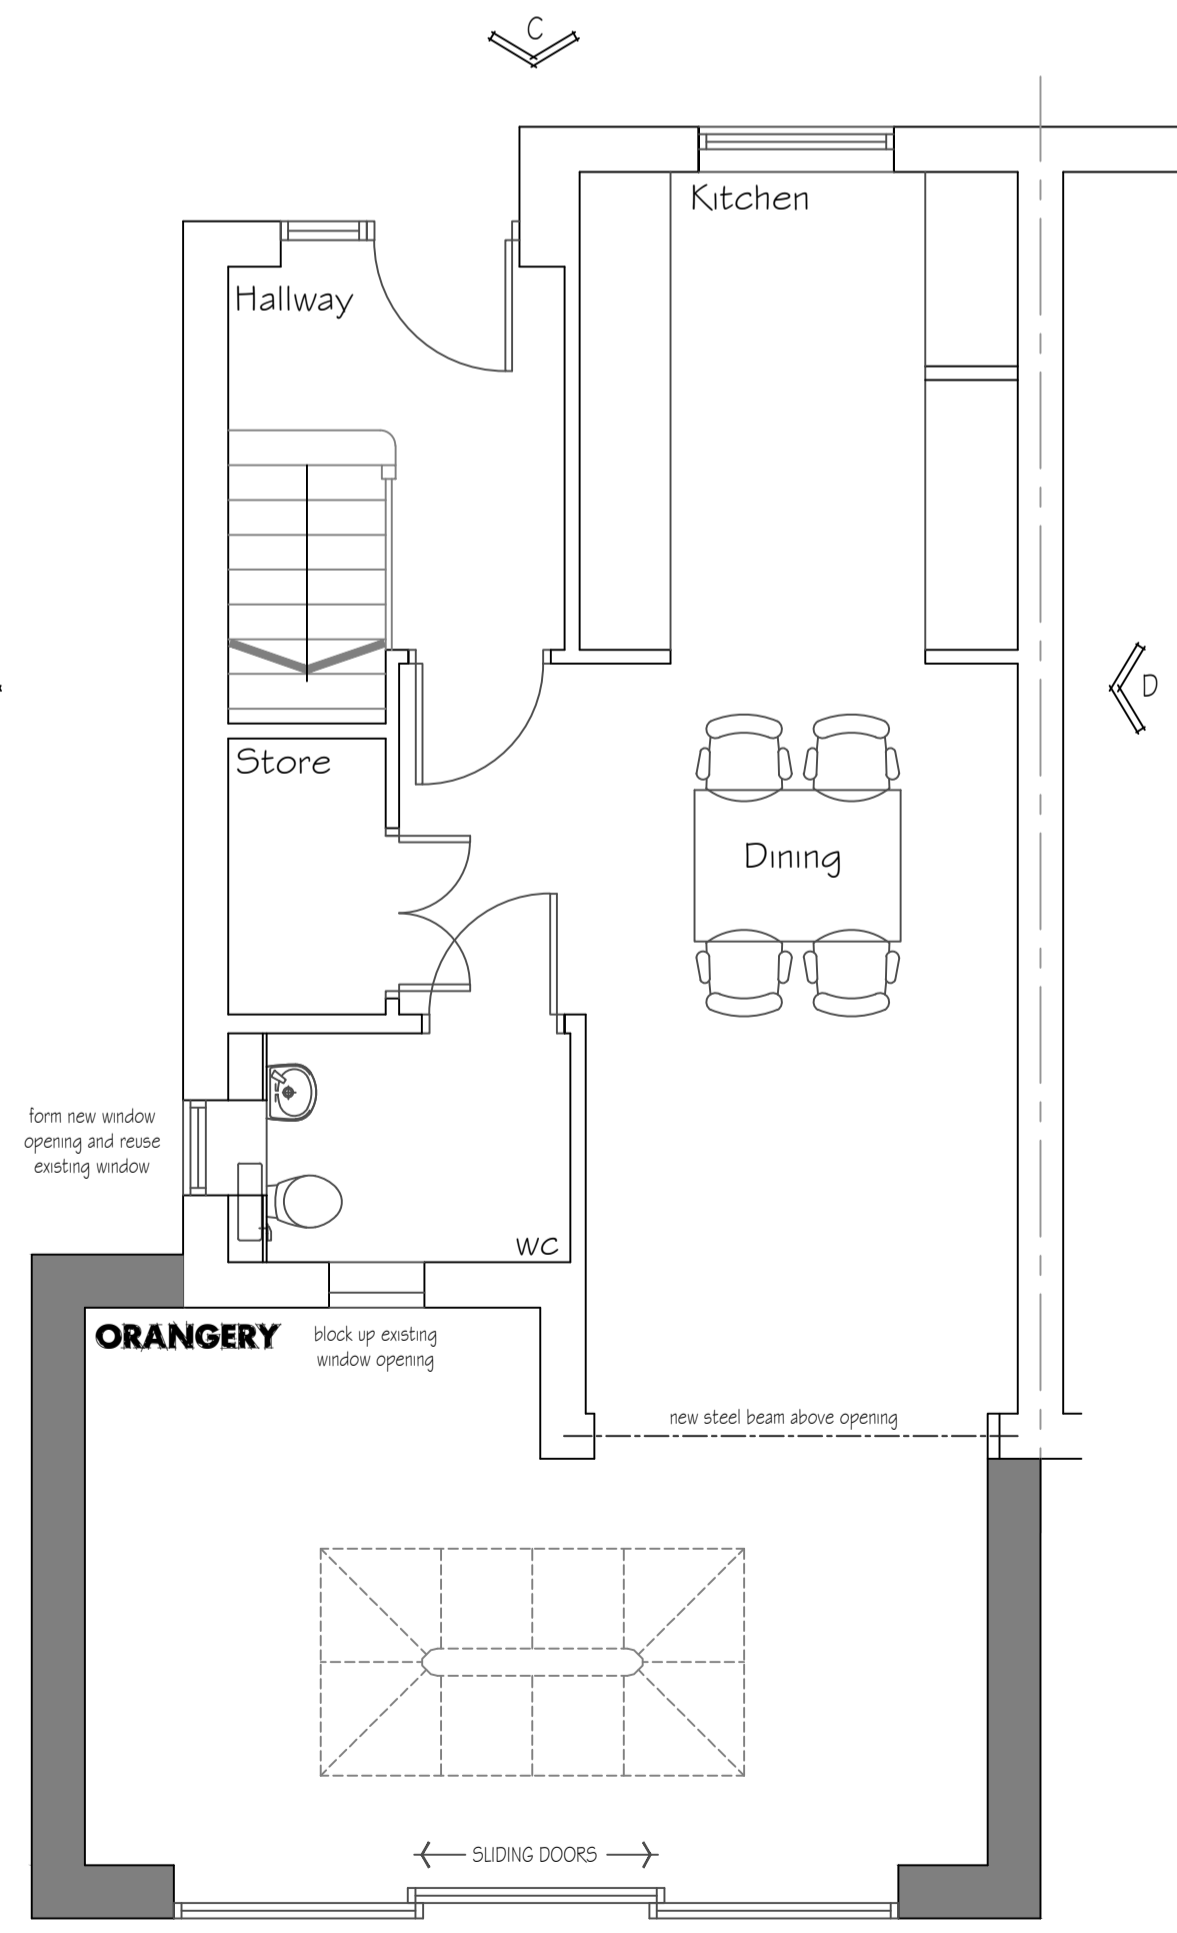 C
Kitchen
Hallway
D
Store
Dining
form new window
opening and reuse
existing window
WC
ORANGERY
block up existing
window opening
new steel beam above opening
SLIDING DOORS